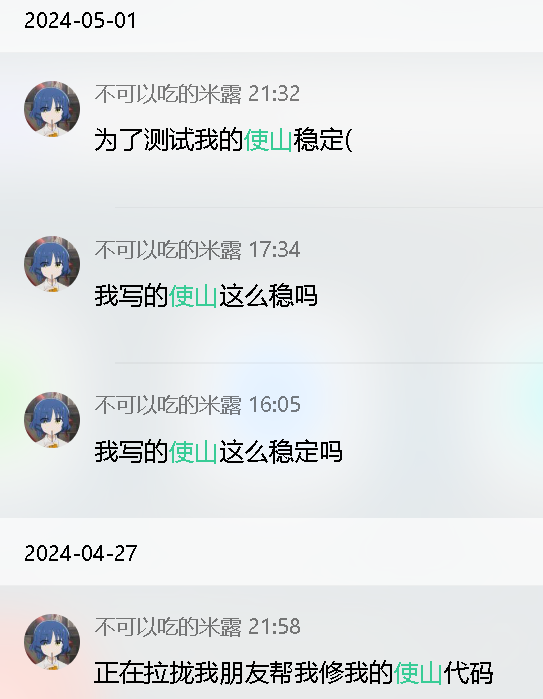 2024-05-01
不可以吃的米露 21:32
为了测试我的使山稳定(
不可以吃的米露 17:34
我写的使山这么稳吗
不可以吃的米露 16:05
我写的使山这么稳定吗
2024-04-27
不可以吃的米露 21:58
正在拉拢我朋友帮我修我的使山代码